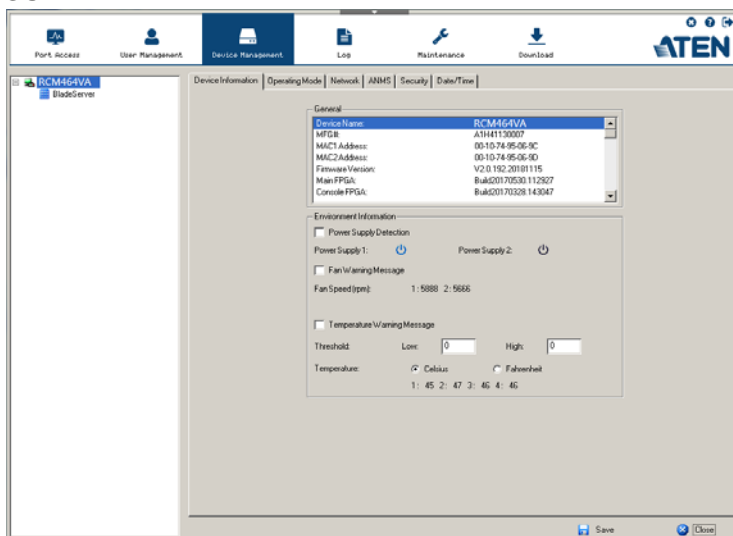 Port Access User Management Device Management Log Maintenance Download
ATEN
RCM464VA
BladeServer
Device Information Operating Mode Network ANMS Security Date/Time
General
Device Name: RCM464VA
MFG#: A1H41130007
MAC1 Address: 00-10-74-95-06-9C
MAC2 Address: 00-10-74-95-06-9D
Firmware Version: V2.0.192.20181115
Main FPGA: Build20170530.112927
Console FPGA: Build20170328.143047
Environment Information
Power Supply Detection
Power Supply 1: Power Supply 2:
Fan Warning Message
Fan Speed (rpm): 1: 5888 2: 5666
Temperature Warning Message
Threshold: Low: 0 High: 0
Temperature: Celsius Fahrenheit
1: 45 2: 47 3: 46 4: 46
Save Close